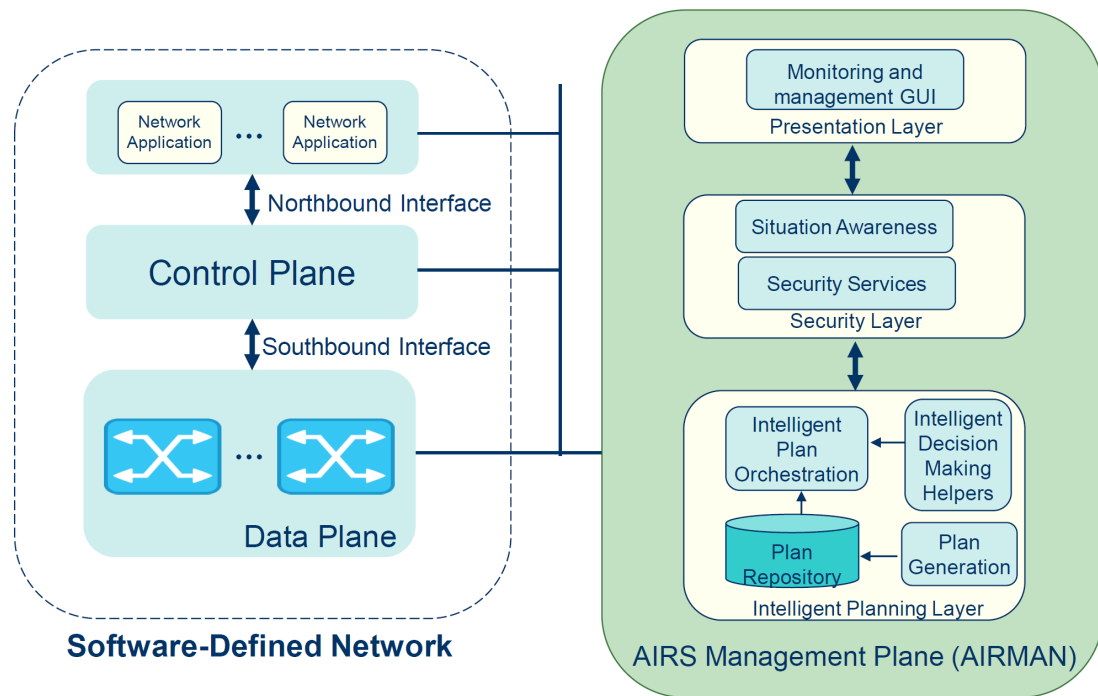 Network
Application
...
Network
Application
Northbound Interface
Control Plane
Southbound Interface
...
Data Plane
Software-Defined Network
Monitoring and
management GUI
Presentation Layer
Situation Awareness
Security Services
Security Layer
Intelligent
Plan
Orchestration
Intelligent
Decision
Making
Helpers
Plan
Repository
Plan
Generation
Intelligent Planning Layer
AIRS Management Plane (AIRMAN)